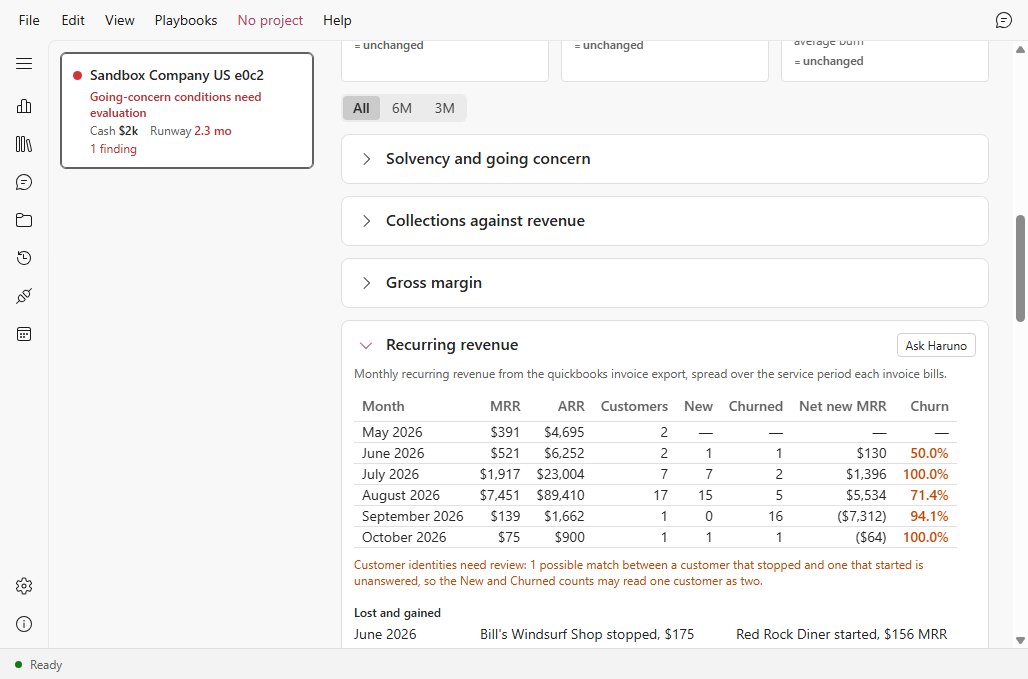 File Edit View Playbooks No project Help
Sandbox Company US e0c2
Going-concern conditions need
evaluation
Cash $2k Runway 2.3 mo
1 finding
= unchanged
= unchanged
average burn
= unchanged
All 6M 3M
Solvency and going concern
Collections against revenue
Gross margin
Recurring revenue
Ask Haruno
Monthly recurring revenue from the quickbooks invoice export, spread over the service period each invoice bills.
Month MRR ARR Customers New Churned Net new MRR Churn
May 2026 $391 $4,695 2 — — — —
June 2026 $521 $6,252 2 1 1 $130 50.0%
July 2026 $1,917 $23,004 7 7 2 $1,396 100.0%
August 2026 $7,451 $89,410 17 15 5 $5,534 71.4%
September 2026 $139 $1,662 1 0 16 ($7,312) 94.1%
October 2026 $75 $900 1 1 1 ($64) 100.0%
Customer identities need review: 1 possible match between a customer that stopped and one that started is
unanswered, so the New and Churned counts may read one customer as two.
Lost and gained
June 2026 Bill's Windsurf Shop stopped, $175 Red Rock Diner started, $156 MRR
Ready